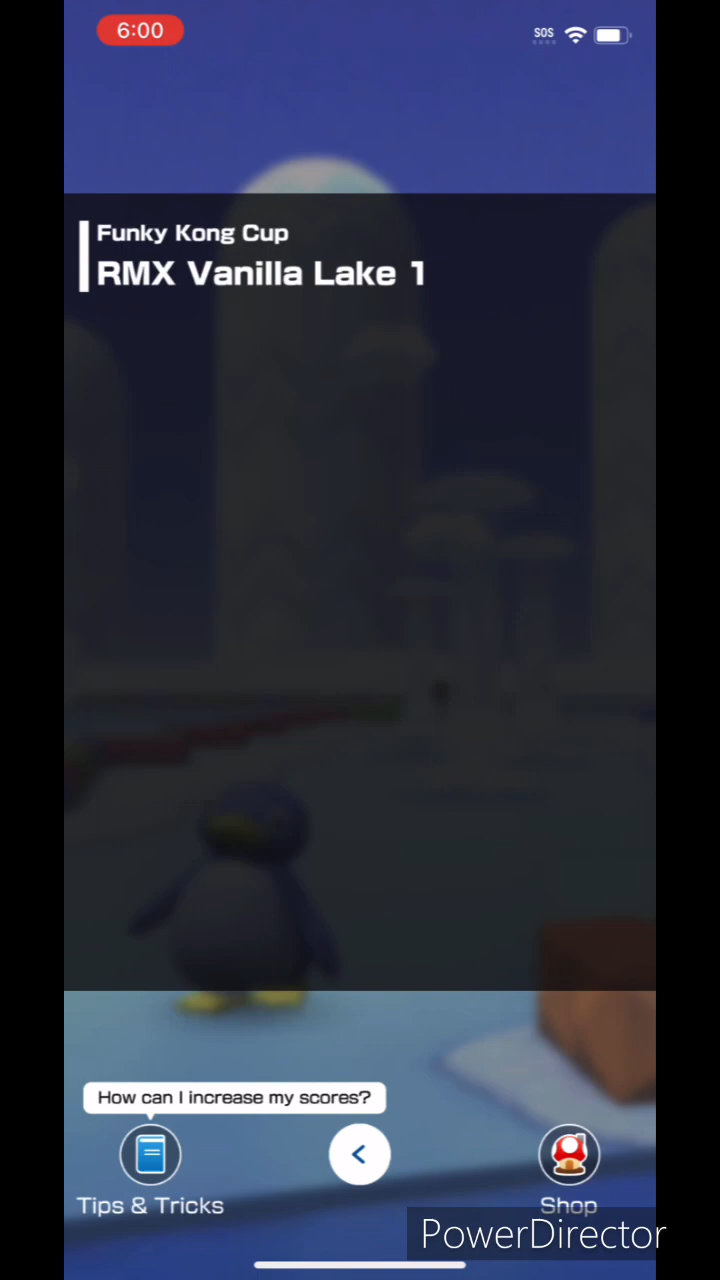 6:00
SOS
Funky Kong Cup
RMX Vanilla Lake 1
How can I increase my scores?
Tips & Tricks
Shop
PowerDirector